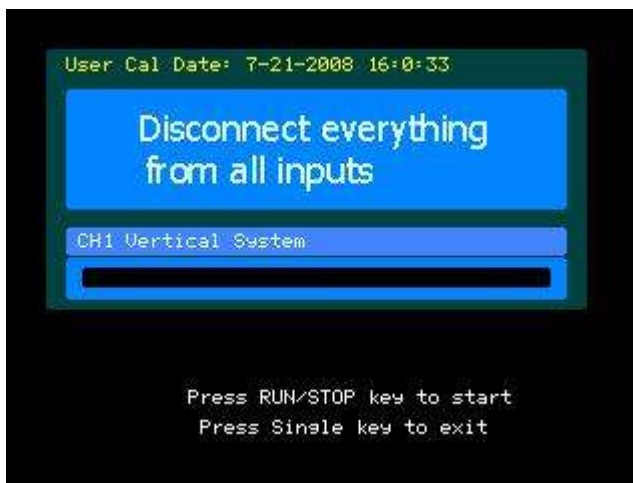 User Cal Date: 7-21-2008 16:0:33
Disconnect everything
from all inputs
CH1 Vertical System
Press RUN/STOP key to start
Press Single key to exit